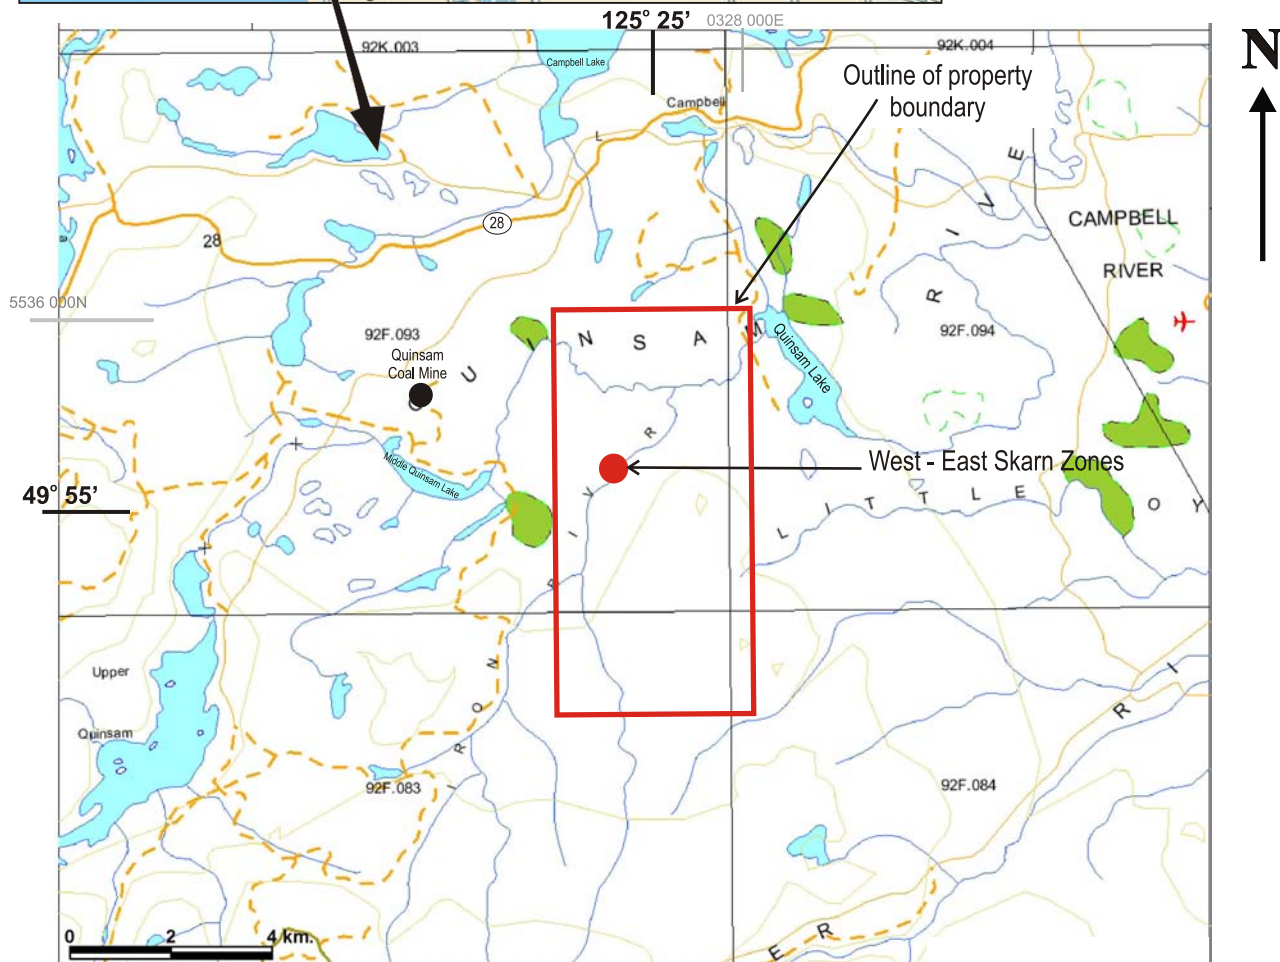 125° 25’
0328 000E
N
92K.003
92K.004
Campbell Lake
Outline of property
boundary
Campbell
L
E
V
I
R
28
28
CAMPBELL
RIVER
5536 000N
92F.093
92F.094
Quinsam
Coal Mine
Q U I N S A M
Quinsam Lake
R
I
V
R
West - East Skarn Zones
Middle Quinsam Lake
49° 55’
L I T T L E
O Y
I R O N
Upper
Quinsam
R I
92F.083
92F.084
E R
0 2 4 km.